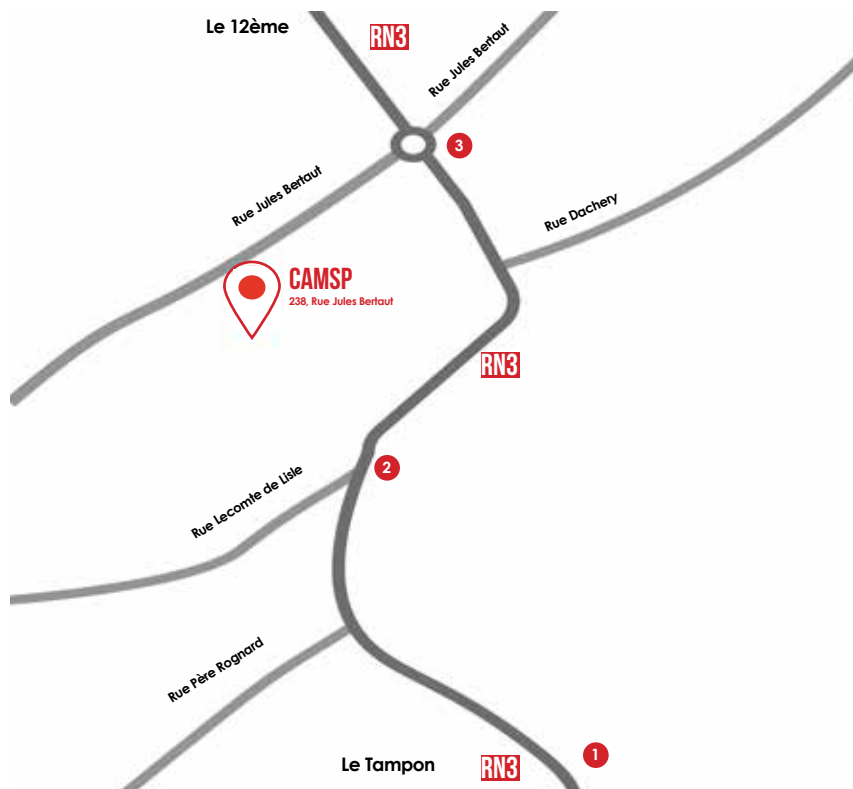 Le 12ème
RN3
Rue Jules Bertaut
3
Rue Jules Bertaut
Rue Dachery
CAMSP
238, Rue Jules Bertaut
RN3
2
Rue Lecomte de Lisle
Rue Père Rognard
1
Le Tampon
RN3